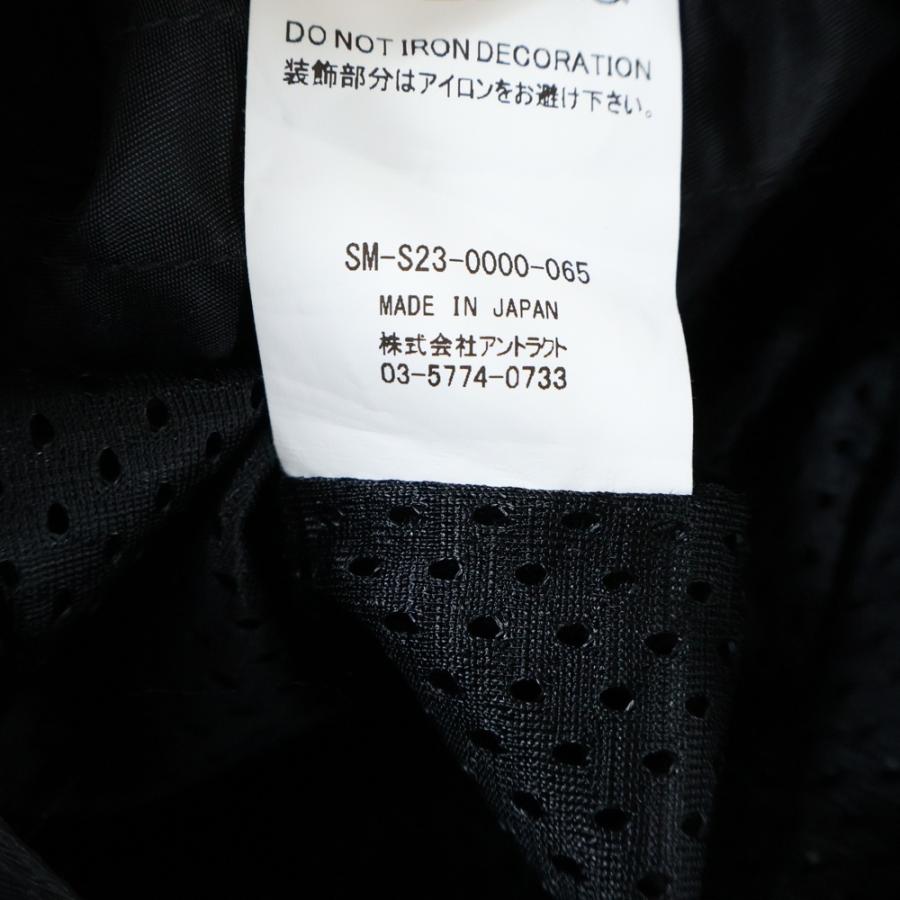 DO NOT IRON DECORATION
装飾部分はアイロンをお避け下さい。
SM-S23-0000-065
MADE IN JAPAN
株式会社アントラクト
03-5774-0733